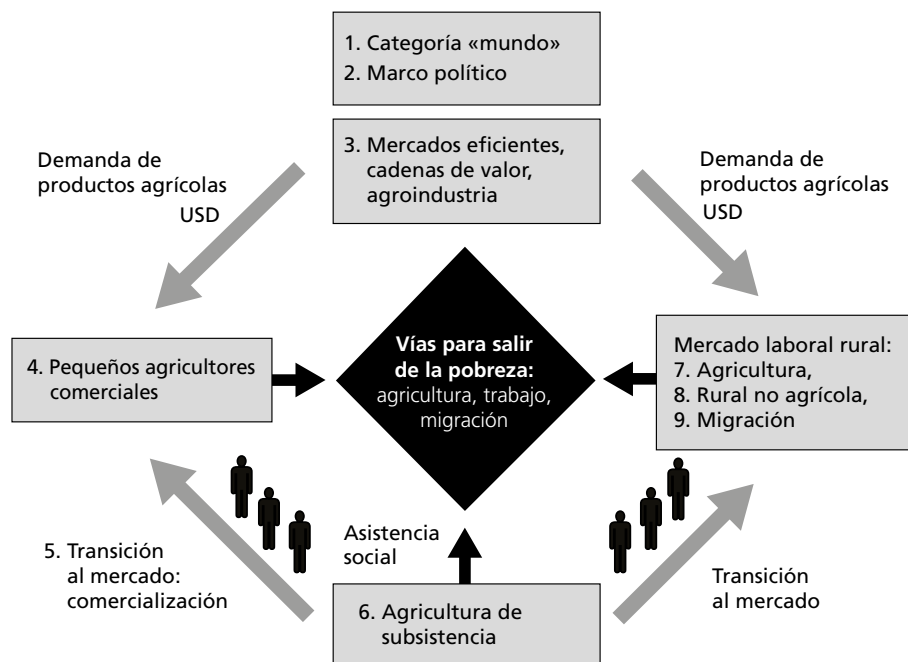 1. Categoría «mundo»
2. Marco político
3. Mercados eficientes,
cadenas de valor,
agroindustria
Demanda de
productos agrícolas
USD
Demanda de
productos agrícolas
USD
4. Pequeños agricultores
comerciales
Vías para salir
de la pobreza:
agricultura, trabajo,
migración
Mercado laboral rural:
7. Agricultura,
8. Rural no agrícola,
9. Migración
5. Transición
al mercado:
comercialización
Asistencia
social
Transición
al mercado
6. Agricultura de
subsistencia